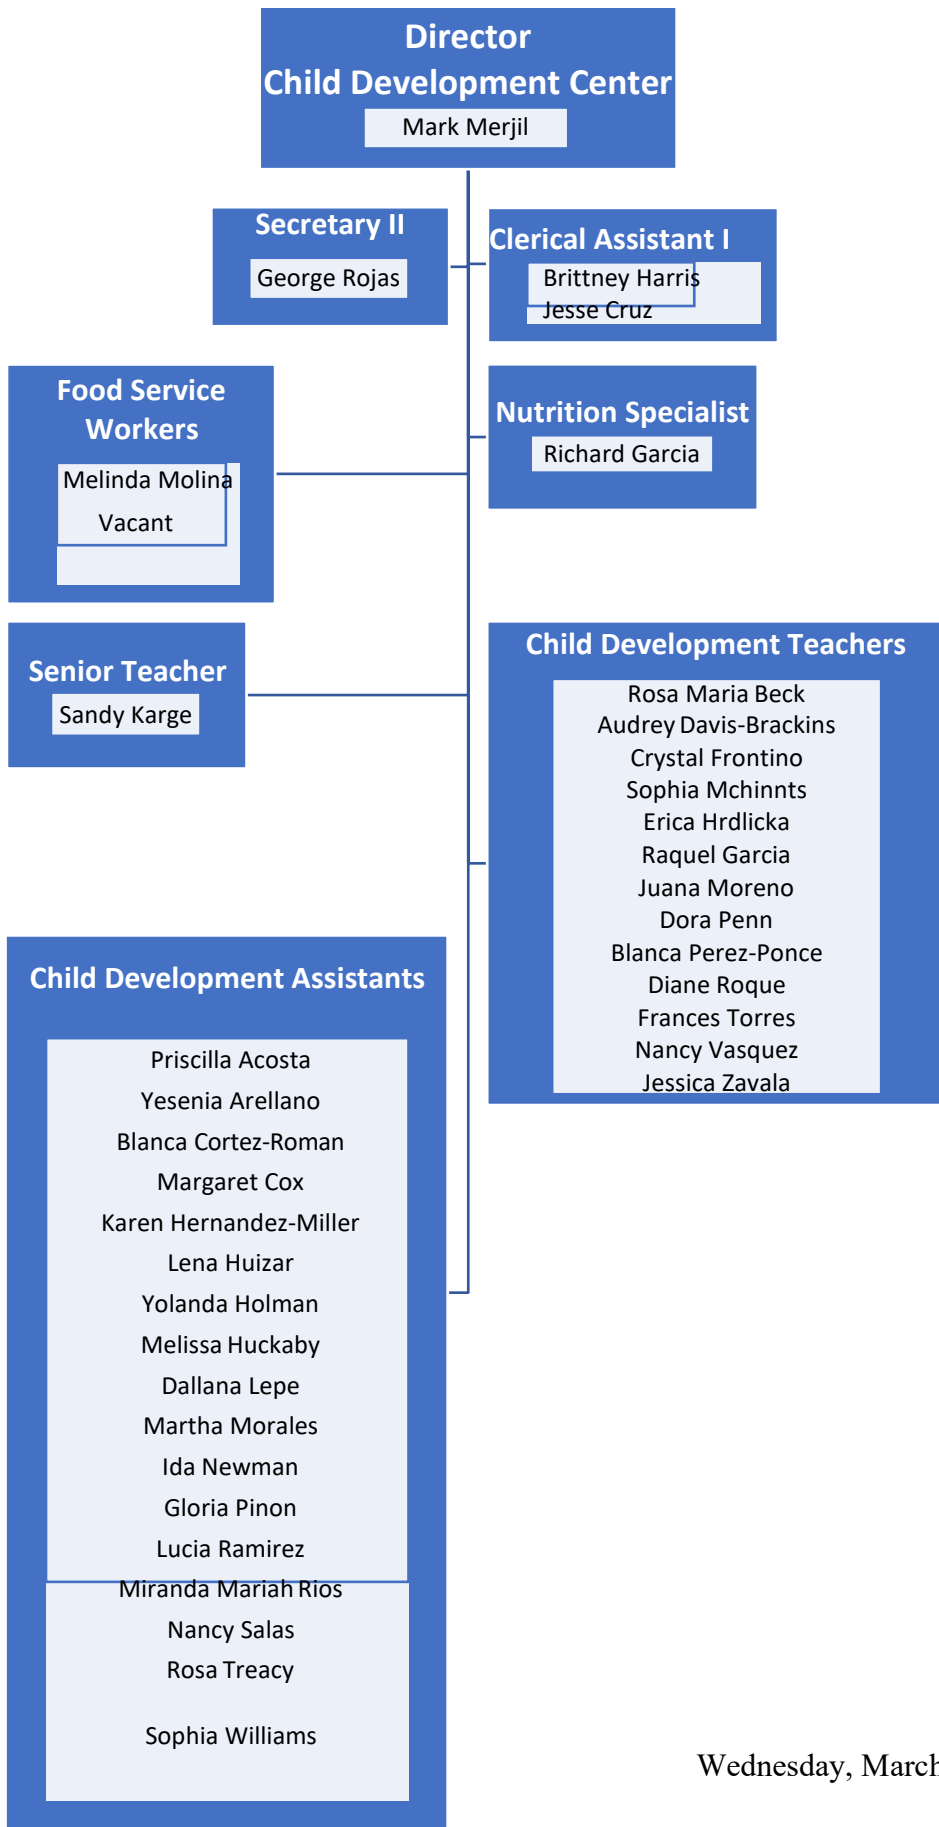 Director
Child Development Center
Mark Merjil
Secretary II
George Rojas
Clerical Assistant I
Brittney Harris
Jesse Cruz
Food Service
Workers
Melinda Molina
Vacant
Nutrition Specialist
Richard Garcia
Senior Teacher
Sandy Karge
Child Development Teachers
Rosa Maria Beck
Audrey Davis-Brackins
Crystal Frontino
Sophia Mchinnts
Erica Hrdlicka
Raquel Garcia
Juana Moreno
Dora Penn
Blanca Perez-Ponce
Diane Roque
Frances Torres
Nancy Vasquez
Jessica Zavala
Child Development Assistants
Priscilla Acosta
Yesenia Arellano
Blanca Cortez-Roman
Margaret Cox
Karen Hernandez-Miller
Lena Huizar
Yolanda Holman
Melissa Huckaby
Dallana Lepe
Martha Morales
Ida Newman
Gloria Pinon
Lucia Ramirez
Miranda Mariah Rios
Nancy Salas
Rosa Treacy
Sophia Williams
Wednesday, March